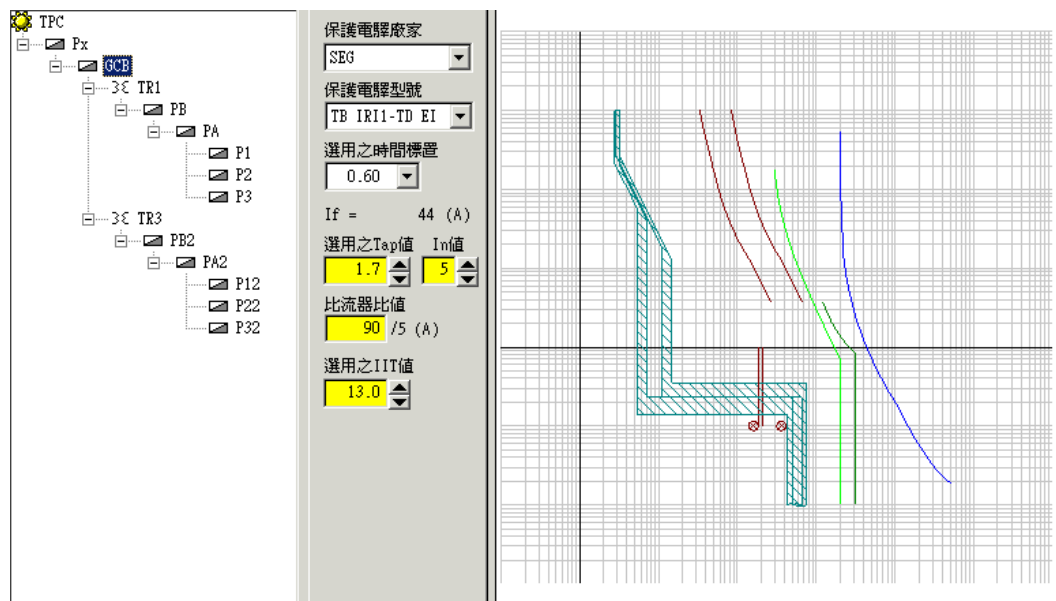 TPC
Px
GCB
TR1
PB
PA
P1
P2
P3
TR3
PB2
PA2
P12
P22
P32
保護電驛廠家
SEG
保護電驛型號
TB IRI1-TD EI
選用之時間標置
0.60
If = 44 (A)
選用之Tap值 In值
1.7 5
比流器比值
90 /5 (A)
選用之IIT值
13.0